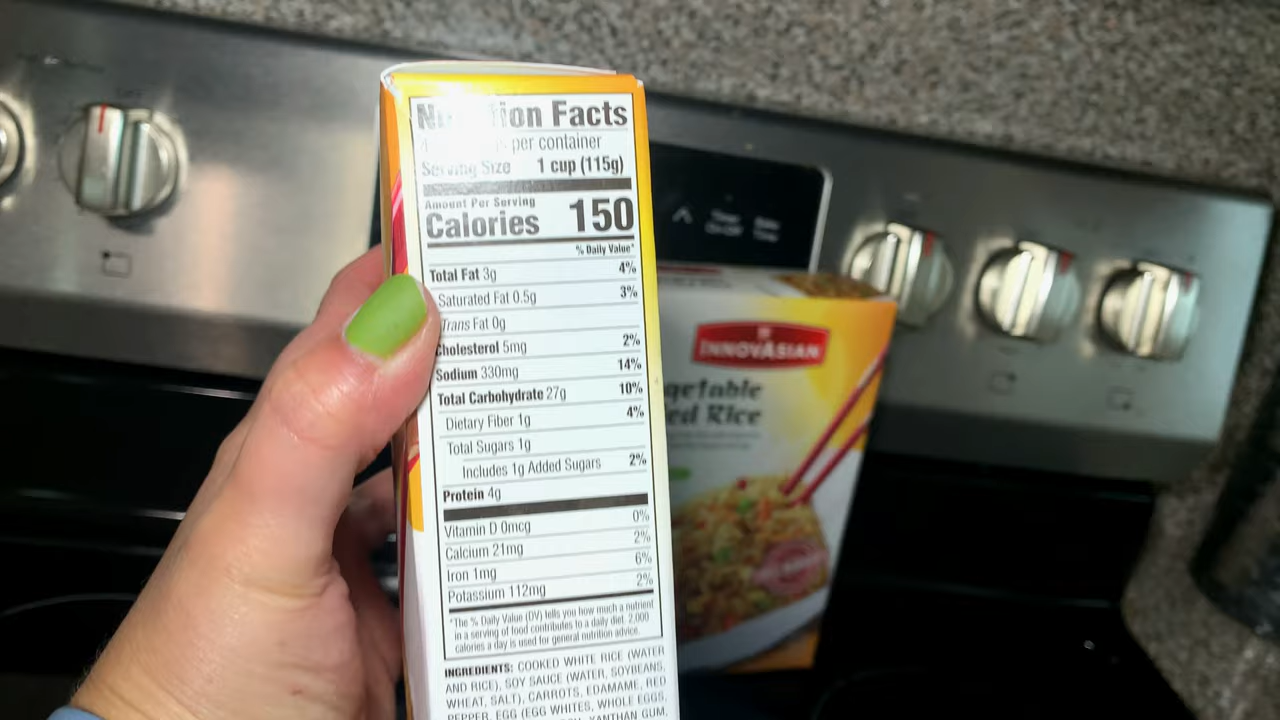 Nutrition Facts
4 per container
Serving Size 1 cup (115g)
Amount Per Serving
Calories 150
% Daily Value*
Total Fat 3g 4%
Saturated Fat 0.5g 3%
Trans Fat 0g
Cholesterol 5mg 2%
Sodium 330mg 14%
Total Carbohydrate 27g 10%
Dietary Fiber 1g 4%
Total Sugars 1g
Includes 1g Added Sugars 2%
Protein 4g
Vitamin D 0mcg 0%
Calcium 21mg 2%
Iron 1mg 6%
Potassium 112mg 2%
*The % Daily Value (DV) tells you how much a nutrient
in a serving of food contributes to a daily diet. 2,000
calories a day is used for general nutrition advice.
INGREDIENTS: COOKED WHITE RICE (WATER
AND RICE), SOY SAUCE (WATER, SOYBEANS,
WHEAT, SALT), CARROTS, EDAMAME, RED
PEPPER, EGG (EGG WHITES, WHOLE EGGS,
XANTHAN GUM,
INNOVASIAN
getable
ed Rice